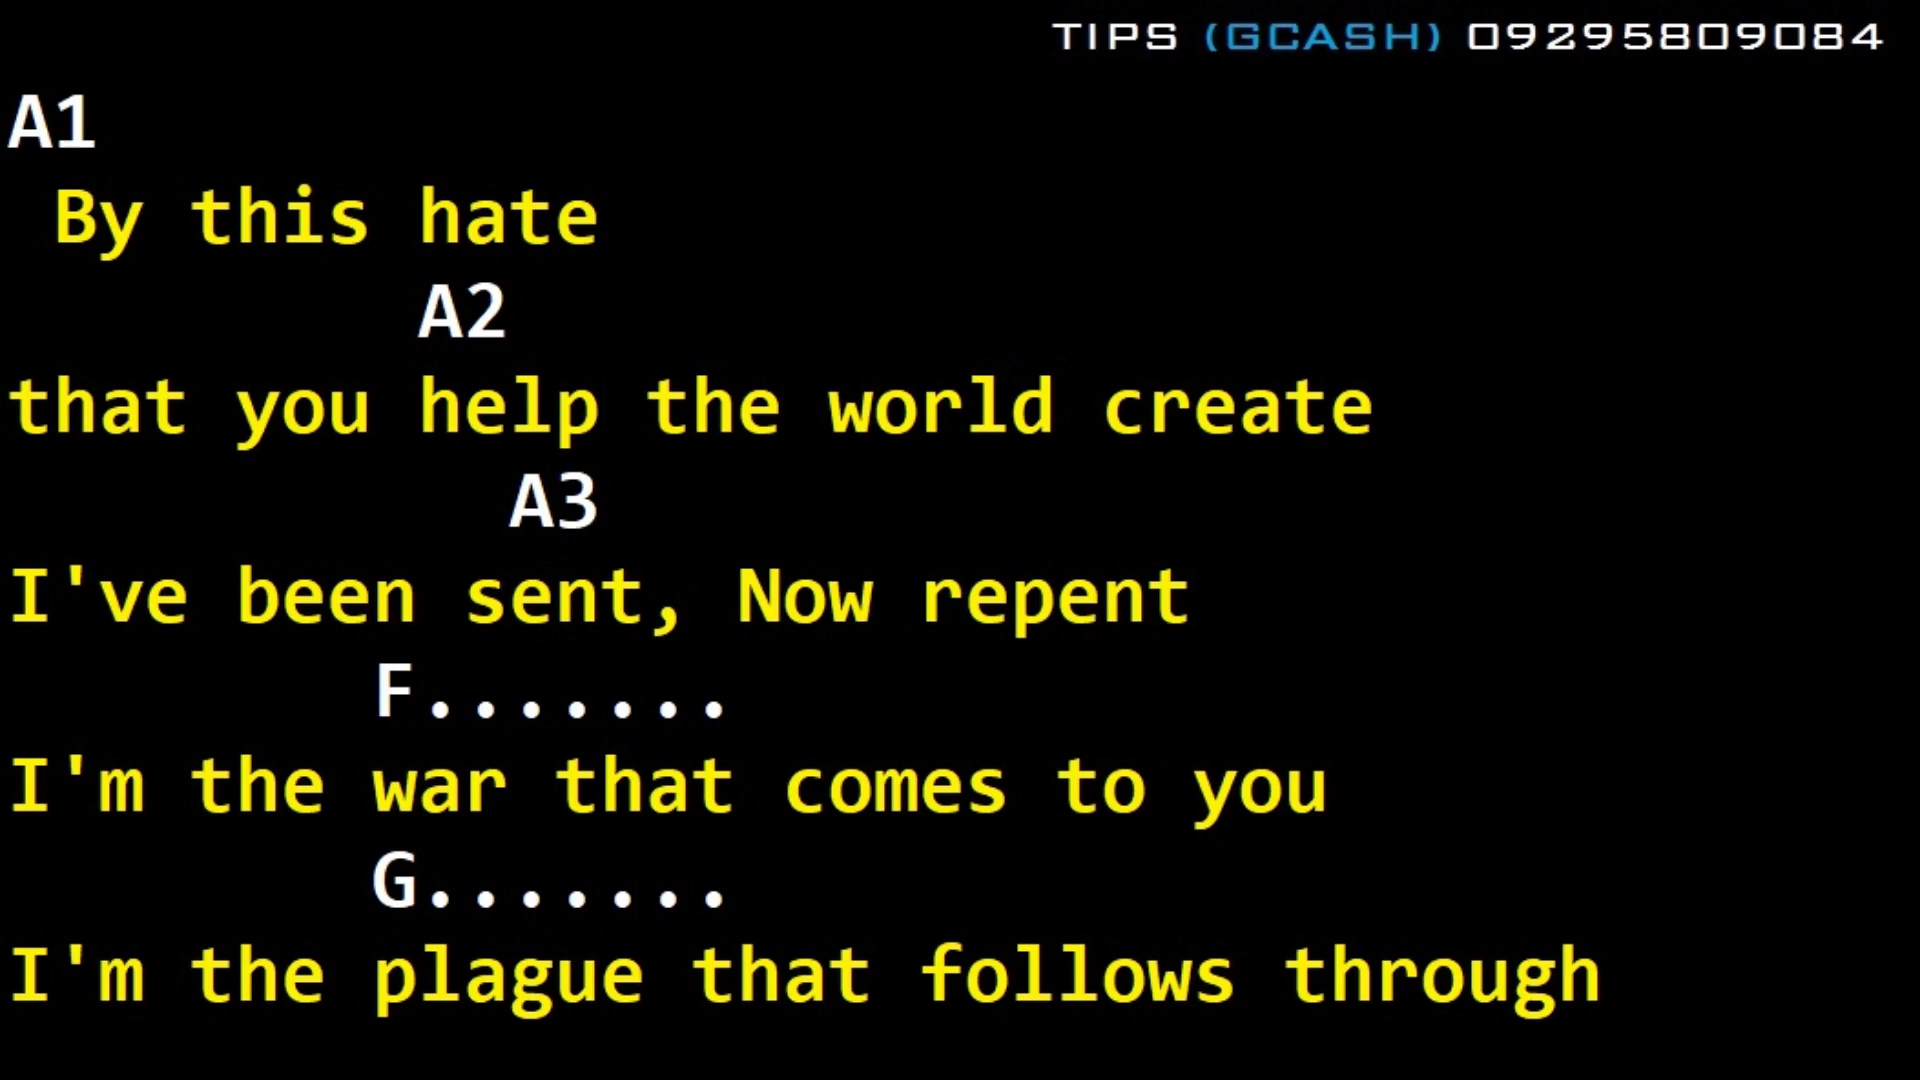 TIPS (GCASH) 09295809084
A1
By this hate
A2
that you help the world create
A3
I've been sent, Now repent
F.......
I'm the war that comes to you
G.......
I'm the plague that follows through